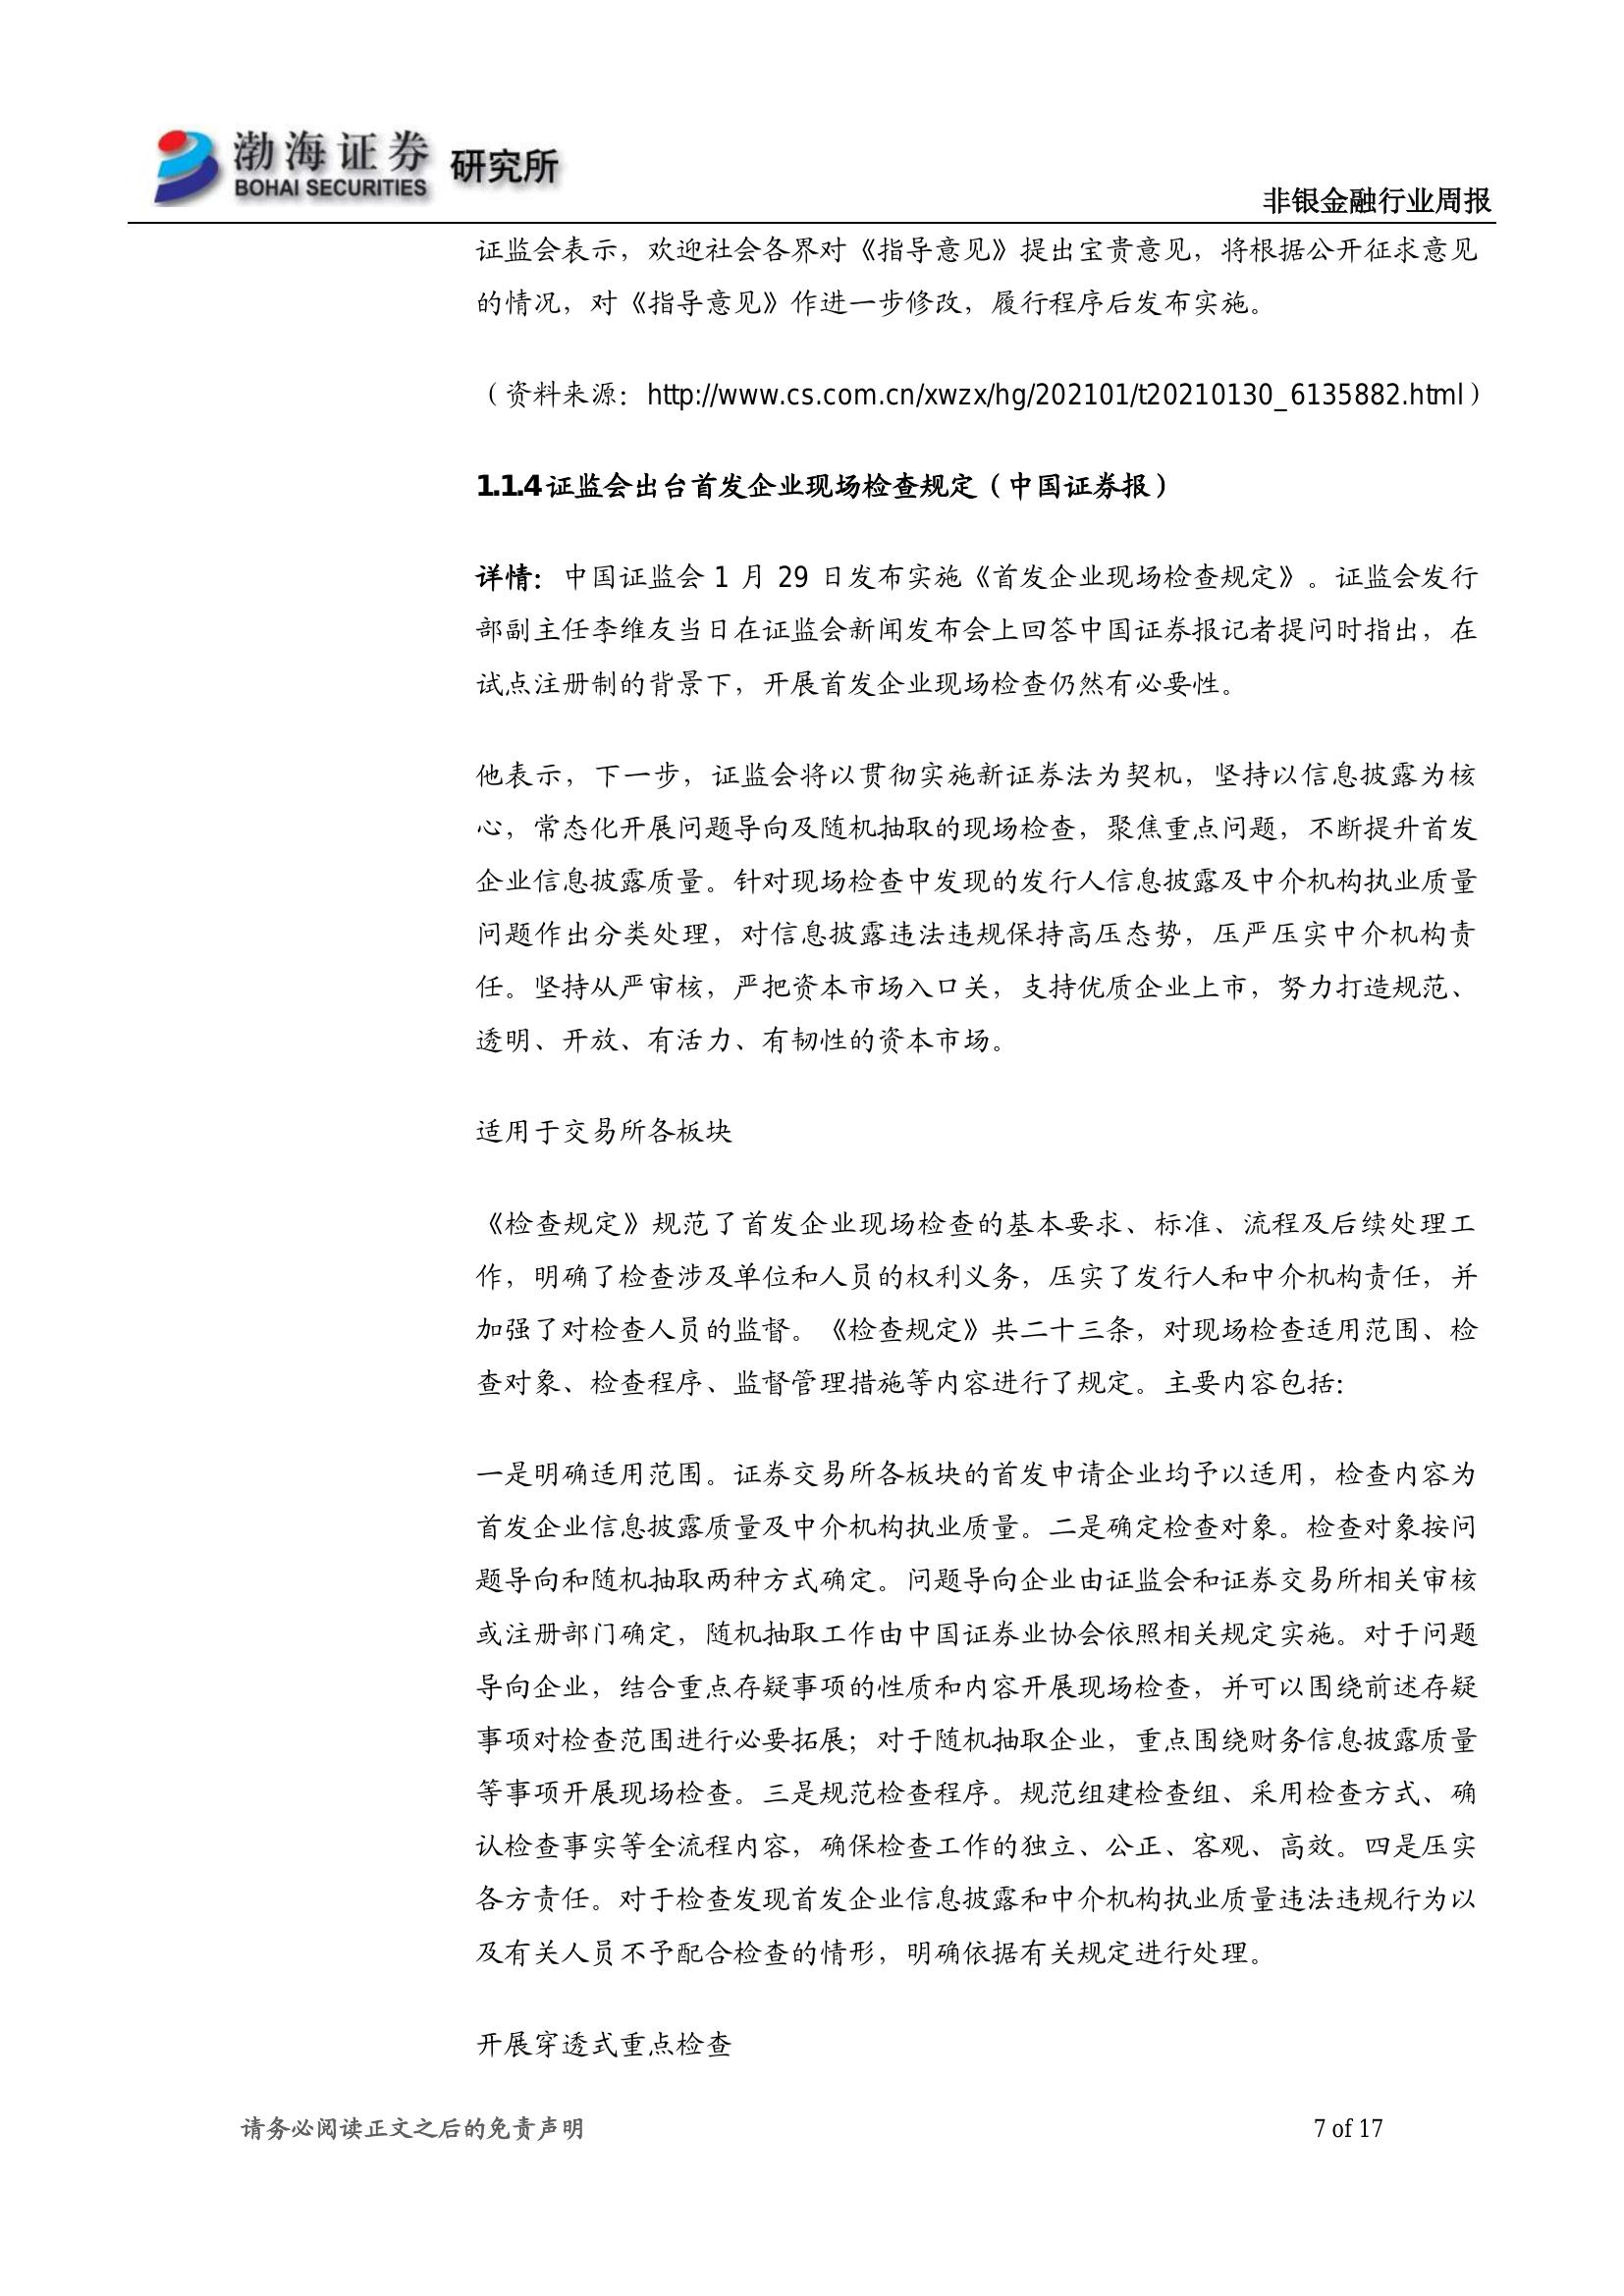 渤海证券 研究所
BOHAI SECURITIES
非银金融行业周报
证监会表示，欢迎社会各界对《指导意见》提出宝贵意见，将根据公开征求意见
的情况，对《指导意见》作进一步修改，履行程序后发布实施。
（资料来源：http://www.cs.com.cn/xwzx/hg/202101/t20210130_6135882.html）
1.1.4 证监会出台首发企业现场检查规定（中国证券报）
详情：中国证监会 1 月 29 日发布实施《首发企业现场检查规定》。证监会发行
部副主任李维友当日在证监会新闻发布会上回答中国证券报记者提问时指出，在
试点注册制的背景下，开展首发企业现场检查仍然有必要性。
他表示，下一步，证监会将以贯彻实施新证券法为契机，坚持以信息披露为核
心，常态化开展问题导向及随机抽取的现场检查，聚焦重点问题，不断提升首发
企业信息披露质量。针对现场检查中发现的发行人信息披露及中介机构执业质量
问题作出分类处理，对信息披露违法违规保持高压态势，压严压实中介机构责
任。坚持从严审核，严把资本市场入口关，支持优质企业上市，努力打造规范、
透明、开放、有活力、有韧性的资本市场。
适用于交易所各板块
《检查规定》规范了首发企业现场检查的基本要求、标准、流程及后续处理工
作，明确了检查涉及单位和人员的权利义务，压实了发行人和中介机构责任，并
加强了对检查人员的监督。《检查规定》共二十三条，对现场检查适用范围、检
查对象、检查程序、监督管理措施等内容进行了规定。主要内容包括：
一是明确适用范围。证券交易所各板块的首发申请企业均予以适用，检查内容为
首发企业信息披露质量及中介机构执业质量。二是确定检查对象。检查对象按问
题导向和随机抽取两种方式确定。问题导向企业由证监会和证券交易所相关审核
或注册部门确定，随机抽取工作由中国证券业协会依照相关规定实施。对于问题
导向企业，结合重点存疑事项的性质和内容开展现场检查，并可以围绕前述存疑
事项对检查范围进行必要拓展；对于随机抽取企业，重点围绕财务信息披露质量
等事项开展现场检查。三是规范检查程序。规范组建检查组、采用检查方式、确
认检查事实等全流程内容，确保检查工作的独立、公正、客观、高效。四是压实
各方责任。对于检查发现首发企业信息披露和中介机构执业质量违法违规行为以
及有关人员不予配合检查的情形，明确依据有关规定进行处理。
开展穿透式重点检查
请务必阅读正文之后的免责声明
7 of 17